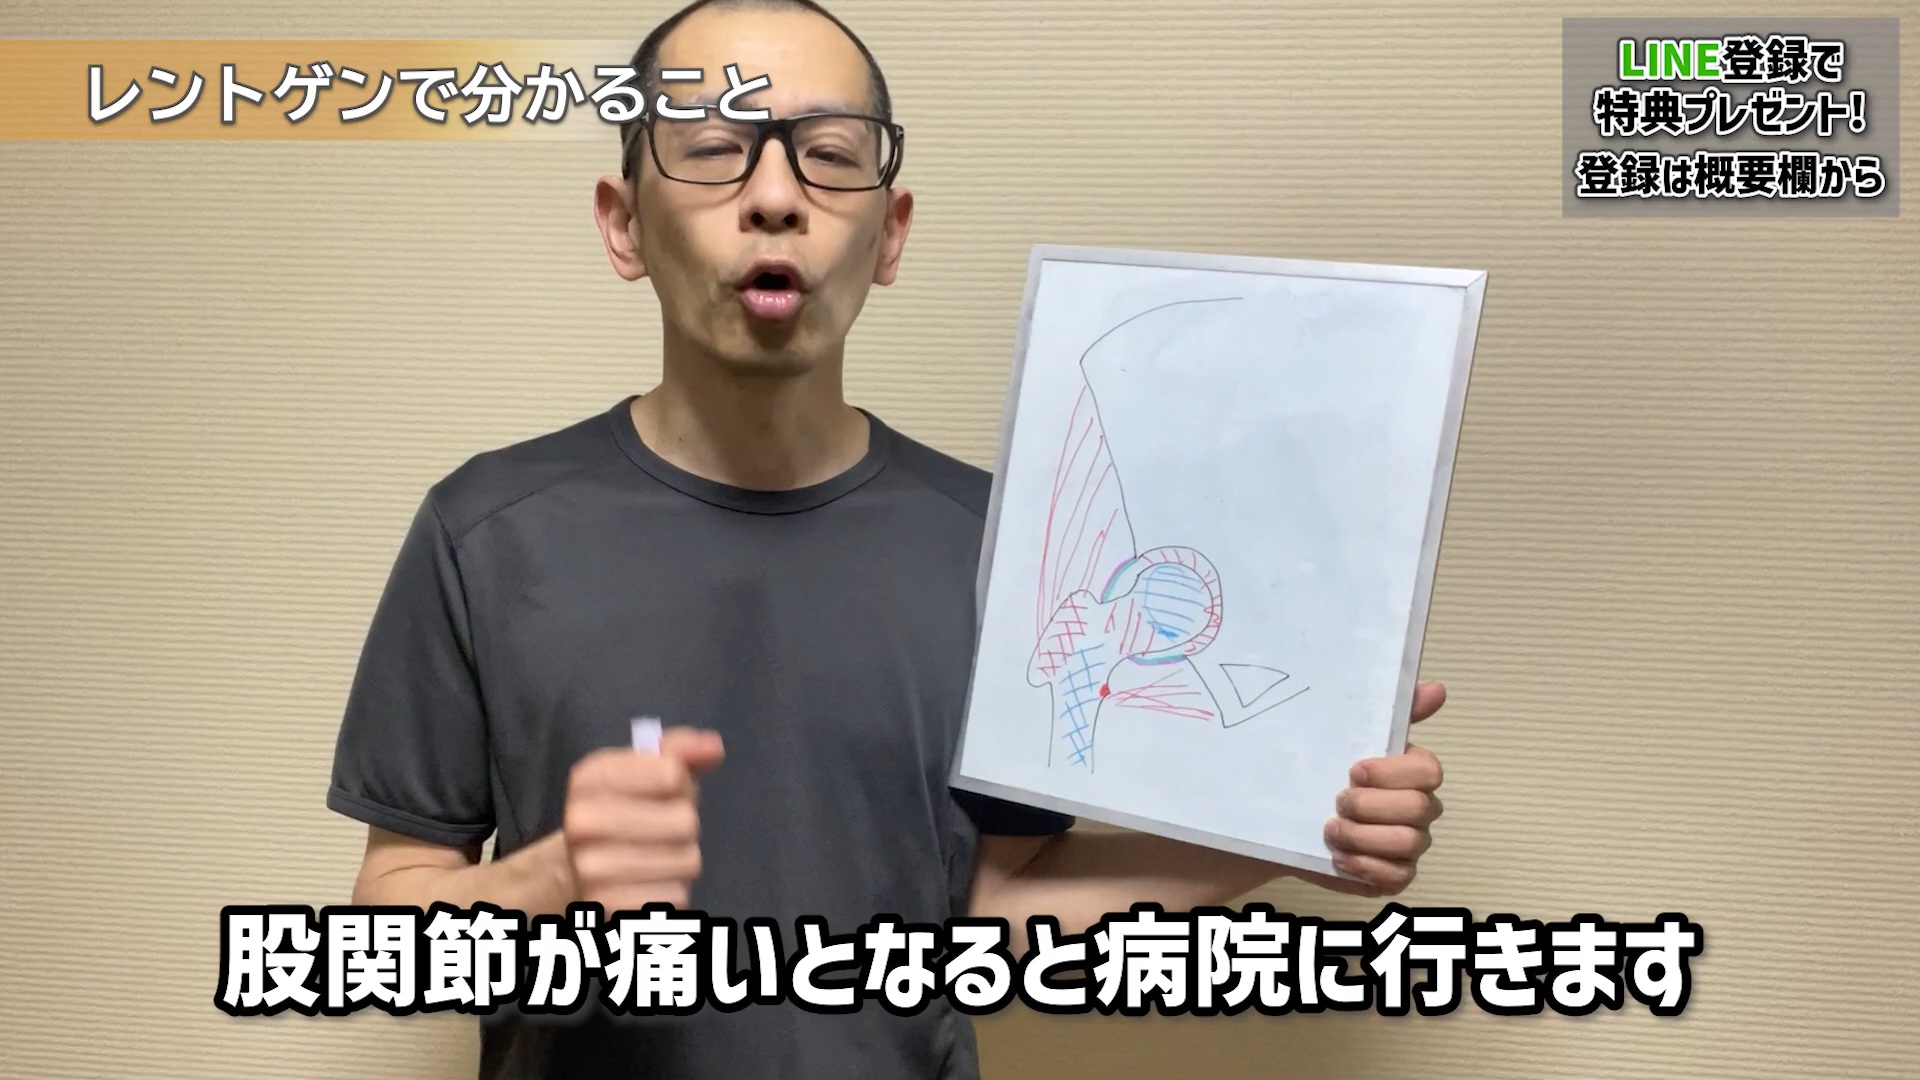 レントゲンで分かること
LINE登録で
特典プレゼント!
登録は概要欄から
股関節が痛いとなると病院に行きます